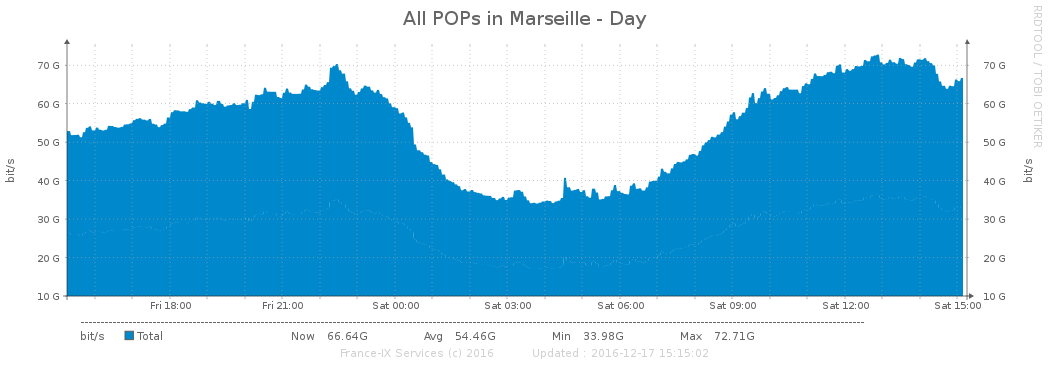 All POPs in Marseille - Day
RRDTOOL / TOBI OETIKER
bit/s
bit/s
70 G 70 G
60 G 60 G
50 G 50 G
40 G 40 G
30 G 30 G
20 G 20 G
10 G 10 G
Fri 18:00 Fri 21:00 Sat 00:00 Sat 03:00 Sat 06:00 Sat 09:00 Sat 12:00 Sat 15:00
bit/s Total Now 66.64G Avg 54.46G Min 33.98G Max 72.71G
France-IX Services (c) 2016 Updated : 2016-12-17 15:15:02